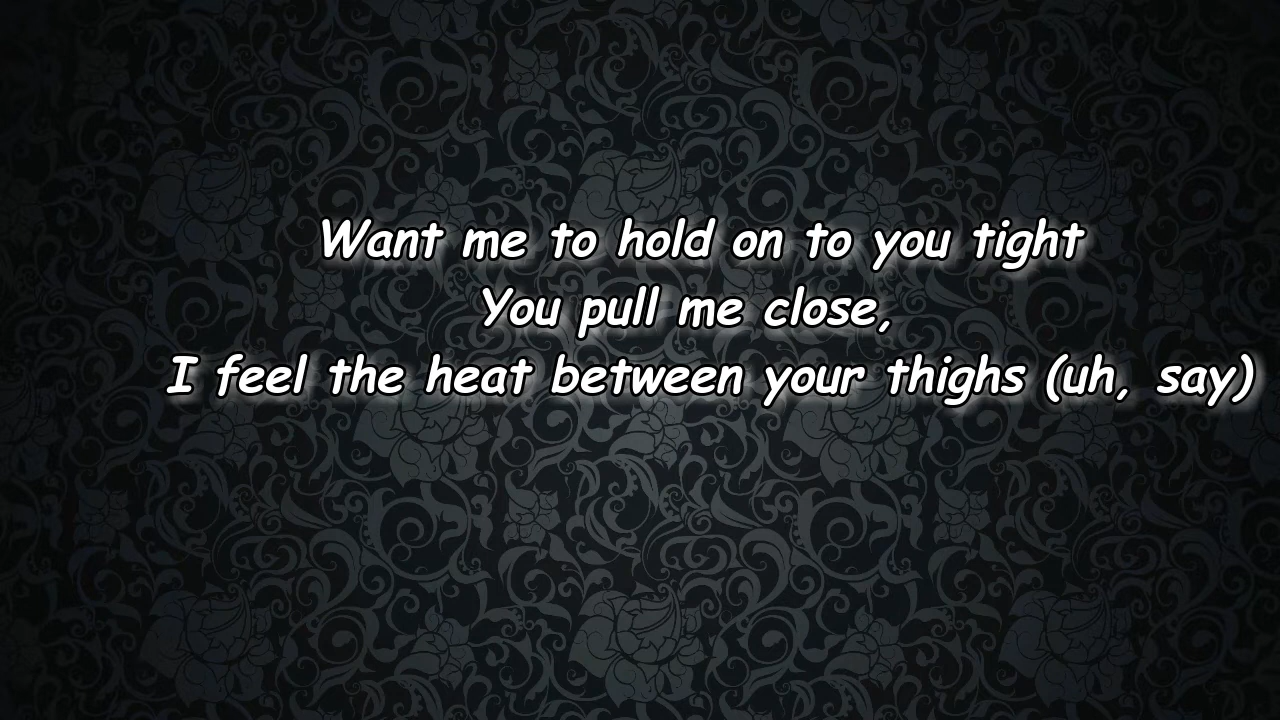 Want me to hold on to you tight
You pull me close,
I feel the heat between your thighs (uh, say)